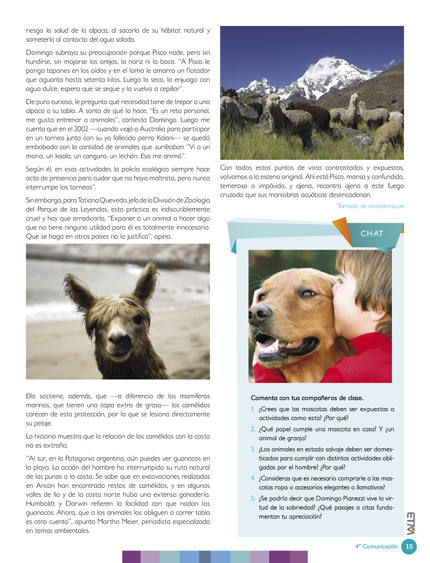 riesgo la salud de la alpaca, al sacarla de su hábitat natural y
someterla al contacto del agua salada.
Domingo subraya su preocupación porque Pisco nade, pero sin
hundirse, sin mojarse las orejas, la nariz ni la boca. "A Pisco le
pongo tapones en los oídos y en el lomo le amarro un flotador
que aguanta hasta setenta kilos. Luego la seco, la enjuago con
agua dulce, espero que se seque y la vuelvo a cepillar".
De puro curioso, le pregunta qué necesidad tiene de trepar a una
alpaca a su tabla. A santo de qué lo hace. "Es un reto personal,
me gusta entrenar a animales", contesta Domingo. Luego me
cuenta que en el 2002 —cuando viajó a Australia para participar
en un torneo junto con su ya fallecido perro Kalani— se quedó
embobado con la cantidad de animales que surfeaban "Vi a un
mono, un koala, un canguro, un lechón. Eso me animó".
Según él, en esas actividades la policía ecológica siempre hace
acto de presencia para cuidar que no haya maltrato, pero nunca
interrumpe los torneos".
Sin embargo, para Tatiana Quevedo, jefa de la División de Zoología
del Parque de las Leyendas, esta práctica es indiscutiblemente
cruel y hay que erradicarla. "Exponer a un animal a hacer algo
que no tiene ninguna utilidad para él es totalmente innecesario.
Que se haga en otros países no lo justifica", opina.
Ella sostiene, además, que —a diferencia de los mamíferos
marinos, que tienen una capa extra de grasa— los camélidos
carecen de esta protección, por lo que se lesiona directamente
su pelaje.
La historia muestra que la relación de los camélidos con la costa
no es extraña.
"Al sur, en la Patagonia argentina, aún puedes ver guanacos en
la playa. La acción del hombre ha interrumpido su ruta natural
de las punas a la costa. Se sabe que en excavaciones realizadas
en Ancón han encontrado restos de camélidos, y en algunos
valles de Ila y de la costa norte hubo una extensa ganadería.
Humboldt y Darwin refieren la facilidad con que nadan los
guanacos. Ahora, que a los animales los obliguen a correr tabla
es otro cuento", apunta Martha Meier, periodista especializada
en temas ambientales.
Con todos estos puntos de vista contrastados y expuestos,
volvamos a la escena original. Ahí está Pisco, mansa y confundida,
temerosa o impávida, y ajena, recontra ajena a este fuego
cruzado que sus maniobras acuáticas desencadenan.
Tomado de elcomercio.pe
CHAT
Comenta con tus compañeros de clase.
1. ¿Crees que las mascotas deben ser expuestas a
actividades como esta? ¿Por qué?
2. ¿Qué papel cumple una mascota en casa? Y ¿un
animal de granja?
3. ¿Los animales en estado salvaje deben ser domes-
ticados para cumplir con distintas actividades obli-
gadas por el hombre? ¿Por qué?
4. ¿Consideras que es necesario comprarle a las mas-
cotas ropa o accesorios elegantes o llamativos?
5. ¿Se podría decir que Domingo Pianezzi vive la vir-
tud de la sobriedad? ¿Qué pasajes o citas funda-
mentan tu apreciación?
4° Comunicación 15